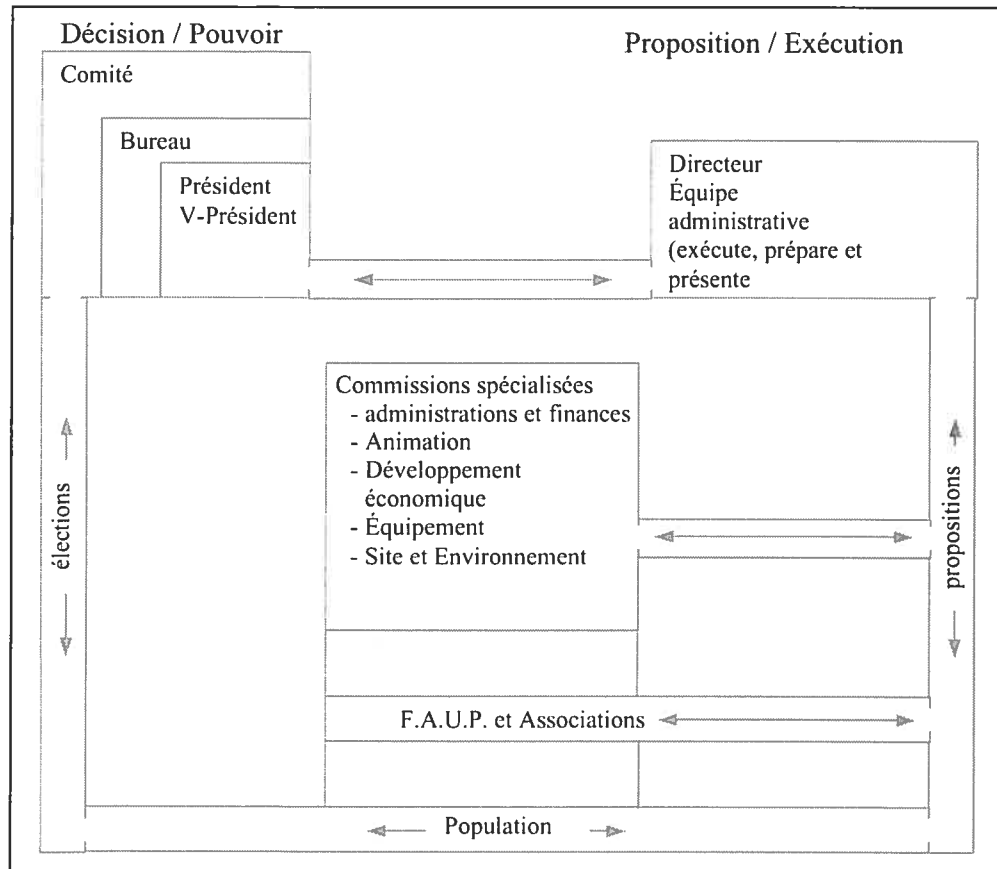 Décision / Pouvoir
Proposition / Exécution
Comité
Bureau
Président
V-Président
Directeur
Équipe
administrative
(exécute, prépare et
présente
Commissions spécialisées
- administrations et finances
- Animation
- Développement
économique
- Équipement
- Site et Environnement
élections
propositions
F.A.U.P. et Associations
Population